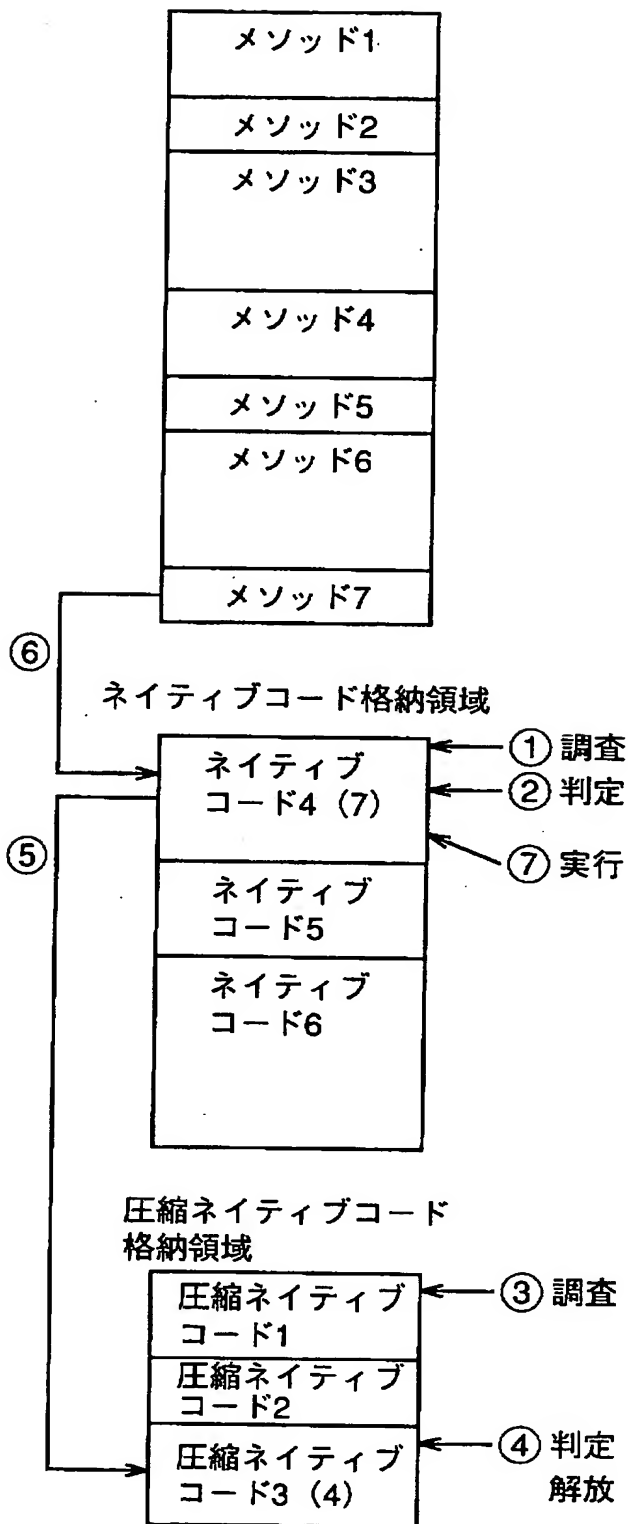 メソッド1
メソッド2
メソッド3
メソッド4
メソッド5
メソッド6
メソッド7
⑥
ネイティブコード格納領域
ネイティブ
コード4 (7)
① 調査
② 判定
⑦ 実行
⑤
ネイティブ
コード5
ネイティブ
コード6
圧縮ネイティブコード
格納領域
圧縮ネイティブ
コード1
③ 調査
圧縮ネイティブ
コード2
圧縮ネイティブ
コード3 (4)
④ 判定
解放